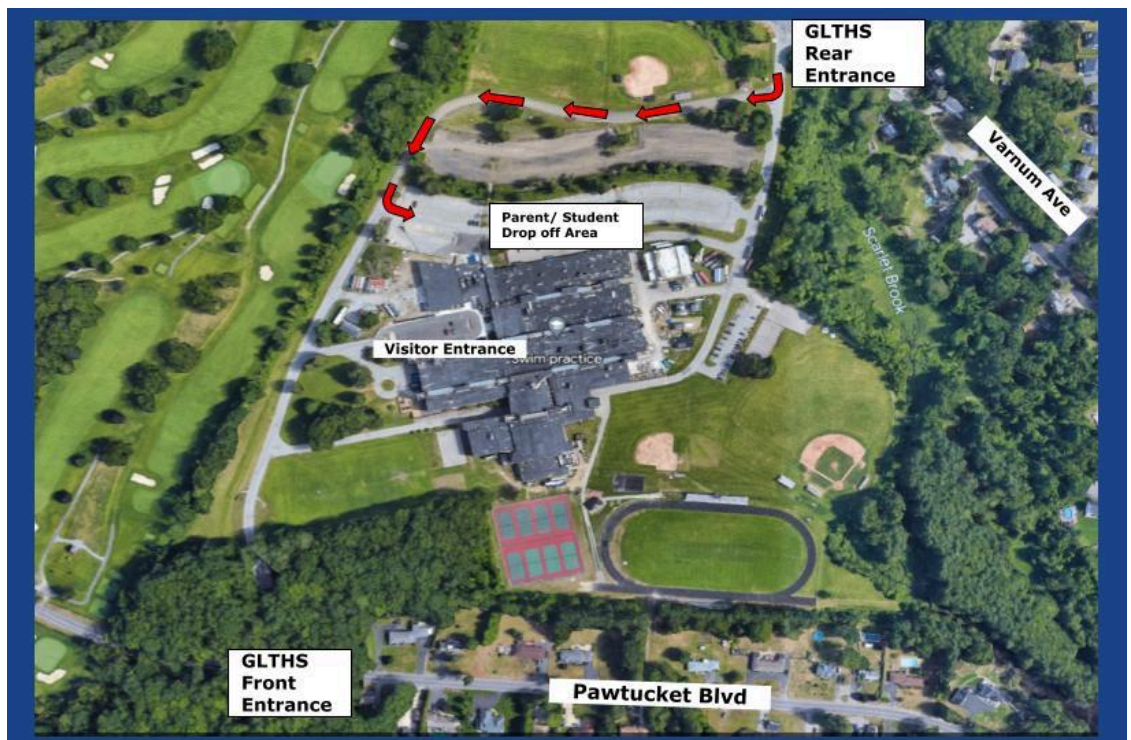 GLTHS
Rear
Entrance
Varnum Ave
Parent/ Student
Drop off Area
Scarlet Brook
Visitor Entrance
Swim practice
GLTHS
Front
Entrance
Pawtucket Blvd